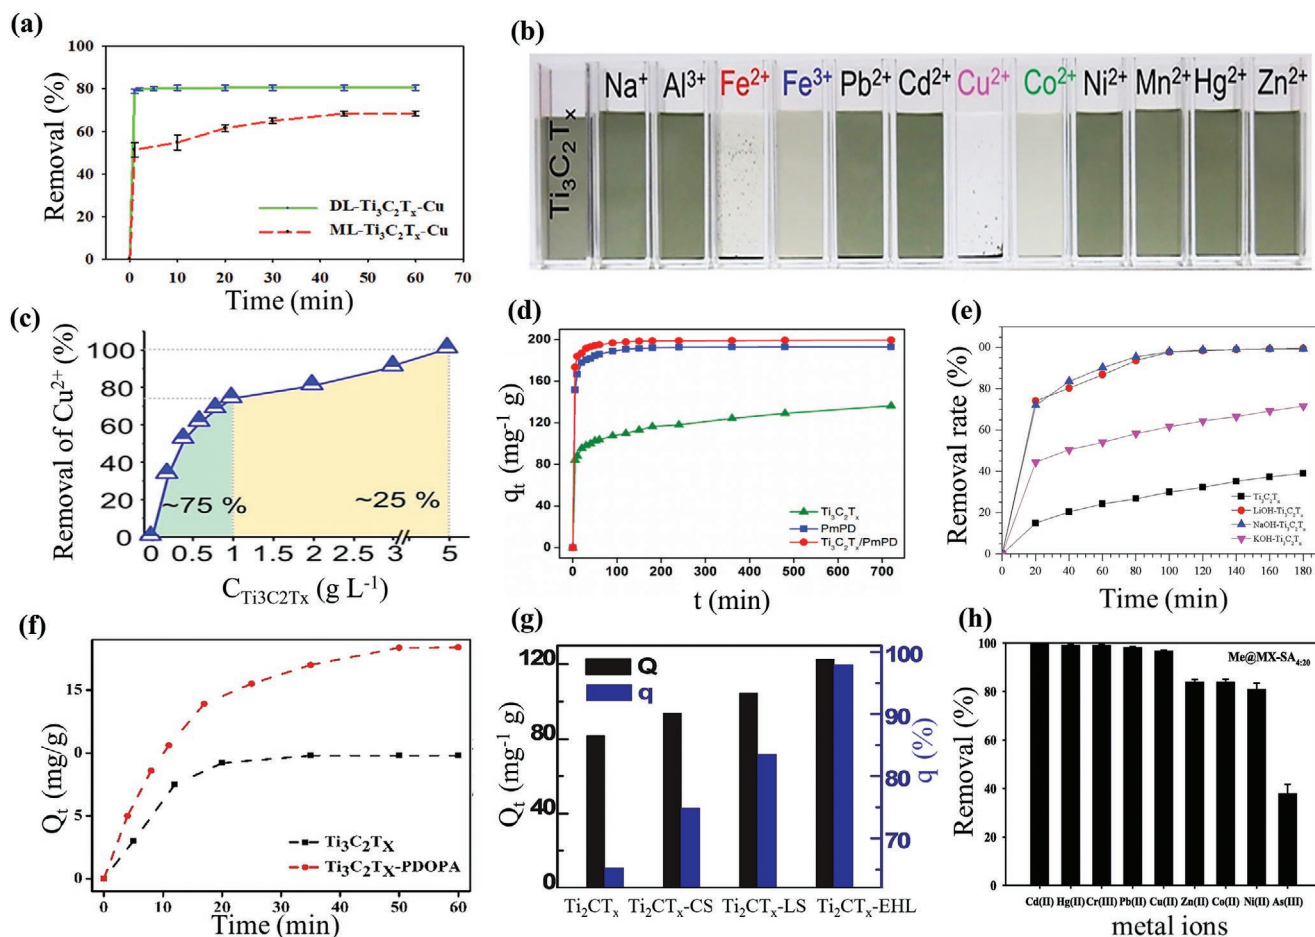 (a)
Removal (%)
100
80
60
40
20
0
DL-Ti₃C₂Tₓ-Cu
ML-Ti₃C₂Tₓ-Cu
0 10 20 30 40 50 60 70
Time (min)
(b)
Ti₃C₂Tₓ
Na⁺ Al³⁺ Fe²⁺ Fe³⁺ Pb²⁺ Cd²⁺ Cu²⁺ Co²⁺ Ni²⁺ Mn²⁺ Hg²⁺ Zn²⁺
(c)
Removal of Cu²⁺ (%)
100
80
60
40
20
0
~75 %
~25 %
0 0.5 1 2 3 5
C_Ti3C2Tx (g L⁻¹)
(d)
qₜ (mg⁻¹ g)
200
160
120
80
40
0
Ti₃C₂Tₓ
PmPD
Ti₃C₂Tₓ/PmPD
0 100 200 300 400 500 600 700
t (min)
(e)
Removal rate (%)
00
80
60
40
20
00
Ti₃C₂Tₓ
LiOH-Ti₃C₂Tₓ
NaOH-Ti₃C₂Tₓ
KOH-Ti₃C₂Tₓ
0 20 40 60 80 100 120 140 160 180
Time (min)
(f)
Qₜ (mg/g)
15
0
5
0
Ti₃C₂Tₓ
Ti₃C₂Tₓ-PDOPA
0 10 20 30 40 50 60
Time (min)
(g)
Qₜ (mg⁻¹ g)
120
80
40
0
Q
q
100
90
80
70
q (%)
Ti₂CTₓ Ti₂CTₓ-CS Ti₂CTₓ-LS Ti₂CTₓ-EHL
(h)
Removal (%)
100
80
60
40
20
0
Me@MX-SA₄:₂₀
Cd(II) Hg(II) Cr(III) Pb(II) Cu(II) Zn(II) Co(II) Ni(II) As(III)
metal ions